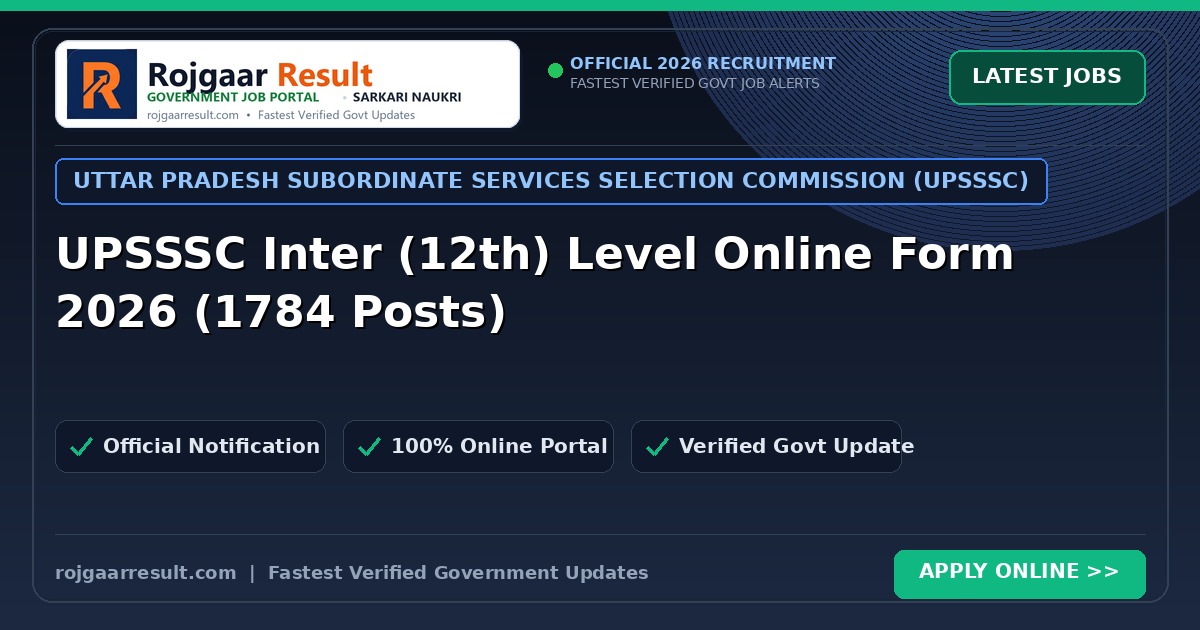 Rojgaar Result
GOVERNMENT JOB PORTAL • SARKARI NAUKRI
rojgaarresult.com • Fastest Verified Govt Updates
OFFICIAL 2026 RECRUITMENT
FASTEST VERIFIED GOVT JOB ALERTS
LATEST JOBS
UTTAR PRADESH SUBORDINATE SERVICES SELECTION COMMISSION (UPSSSC)
UPSSSC Inter (12th) Level Online Form
2026 (1784 Posts)
Official Notification
100% Online Portal
Verified Govt Update
rojgaarresult.com | Fastest Verified Government Updates
APPLY ONLINE >>